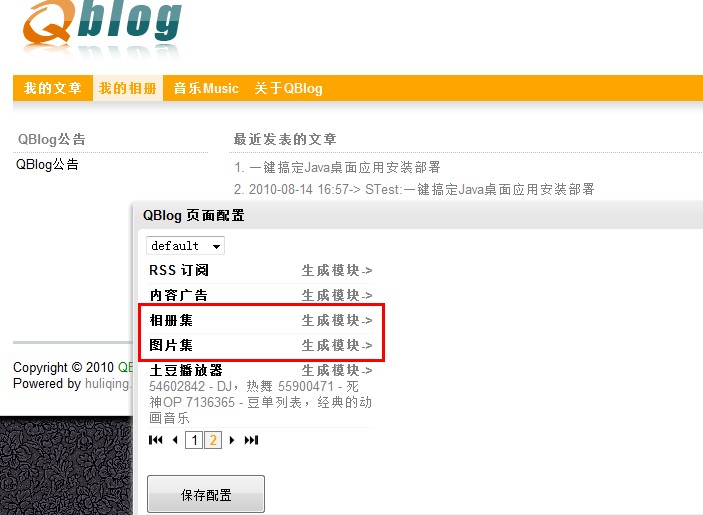 Qblog
我的文章 我的相册 音乐Music 关于QBlog
QBlog公告
QBlog公告
最近发表的文章
1. 一键搞定Java桌面应用安装部署
2. 2010-08-14 16:57-> STest:一键搞定Java桌面应用安装部署
QBlog 页面配置
default
RSS 订阅 生成模块->
内容广告 生成模块->
相册集 生成模块->
图片集 生成模块->
土豆播放器 生成模块->
54602842 - DJ，热舞 55900471 - 死
神OP 7136365 - 豆单列表，经典的动
画音乐
1 2
保存配置
Copyright © 2010 QB
Powered by huliqing.